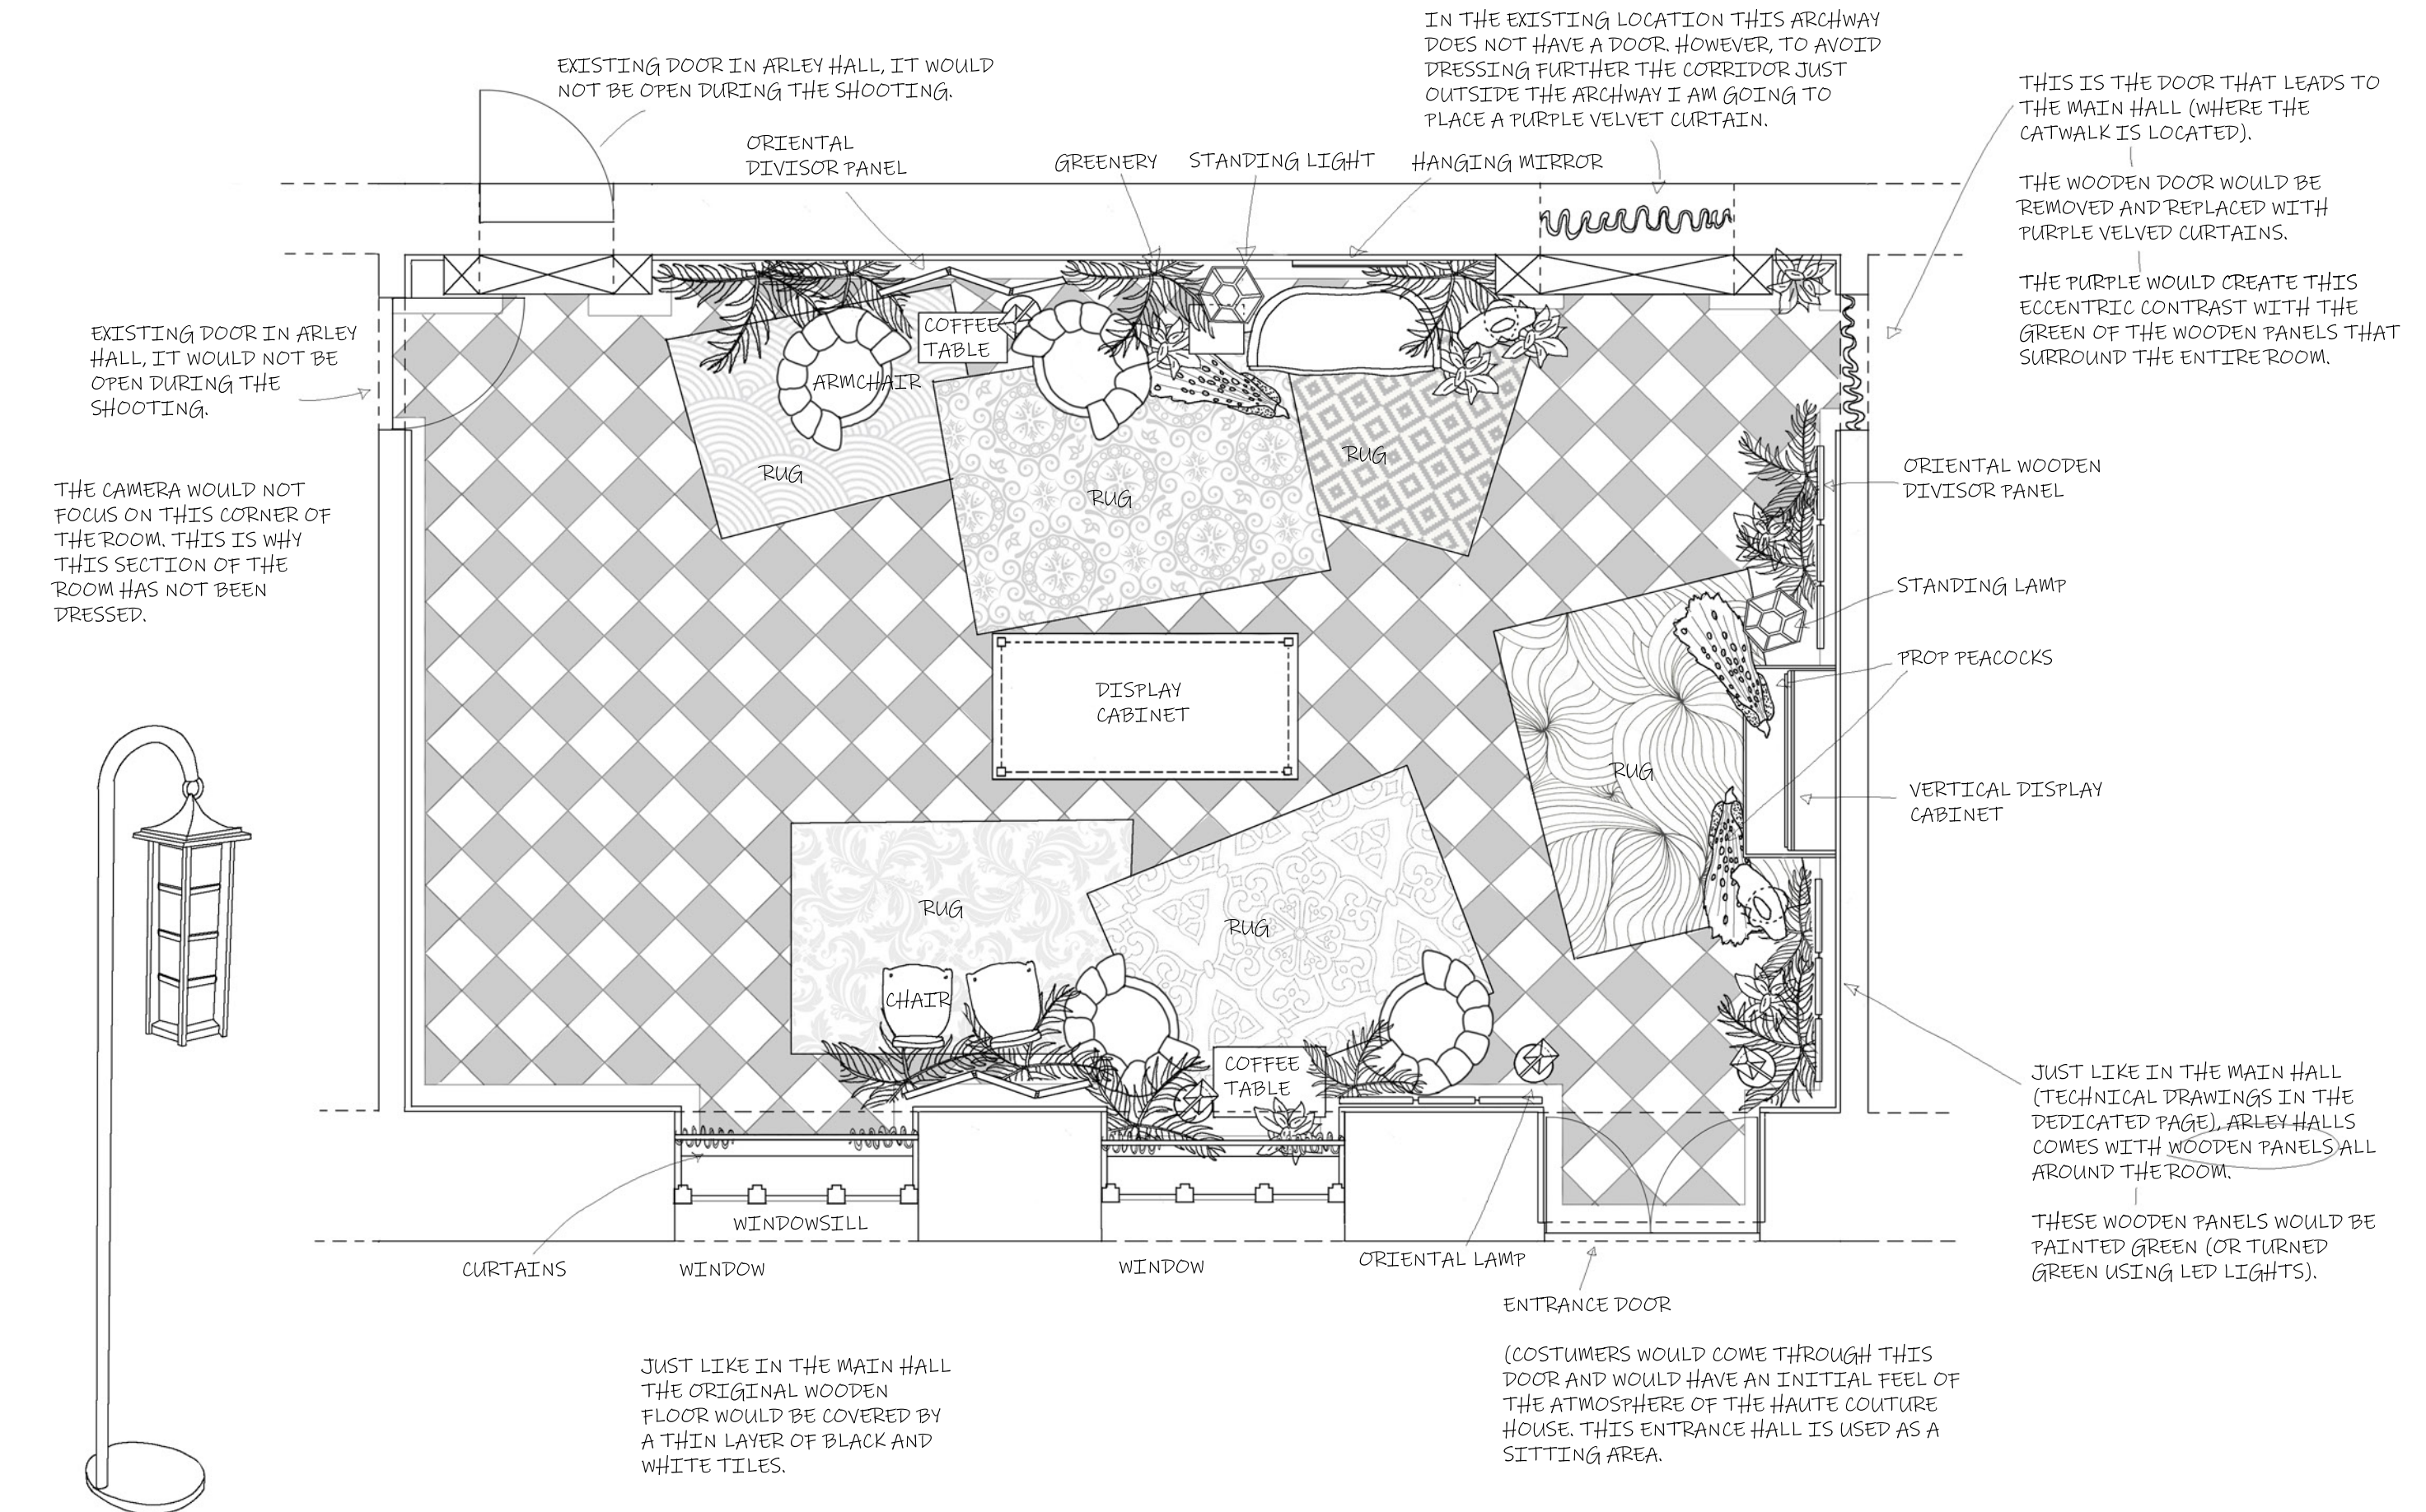 IN THE EXISTING LOCATION THIS ARCHWAY
DOES NOT HAVE A DOOR. HOWEVER, TO AVOID
DRESSING FURTHER THE CORRIDOR JUST
OUTSIDE THE ARCHWAY I AM GOING TO
PLACE A PURPLE VELVET CURTAIN.
EXISTING DOOR IN ARLEY HALL, IT WOULD
NOT BE OPEN DURING THE SHOOTING.
THIS IS THE DOOR THAT LEADS TO
THE MAIN HALL (WHERE THE
CATWALK IS LOCATED).
THE WOODEN DOOR WOULD BE
REMOVED AND REPLACED WITH
PURPLE VELVED CURTAINS.
THE PURPLE WOULD CREATE THIS
ECCENTRIC CONTRAST WITH THE
GREEN OF THE WOODEN PANELS THAT
SURROUND THE ENTIRE ROOM.
ORIENTAL
DIVISOR PANEL
GREENERY
STANDING LIGHT
HANGING MIRROR
EXISTING DOOR IN ARLEY
HALL, IT WOULD NOT BE
OPEN DURING THE
SHOOTING.
COFFEE
TABLE
ARMCHAIR
RUG
RUG
RUG
THE CAMERA WOULD NOT
FOCUS ON THIS CORNER OF
THE ROOM. THIS IS WHY
THIS SECTION OF THE
ROOM HAS NOT BEEN
DRESSED.
ORIENTAL WOODEN
DIVISOR PANEL
STANDING LAMP
PROP PEACOCKS
DISPLAY
CABINET
RUG
VERTICAL DISPLAY
CABINET
RUG
RUG
CHAIR
COFFEE
TABLE
JUST LIKE IN THE MAIN HALL
(TECHNICAL DRAWINGS IN THE
DEDICATED PAGE), ARLEY HALLS
COMES WITH WOODEN PANELS ALL
AROUND THE ROOM.
THESE WOODEN PANELS WOULD BE
PAINTED GREEN (OR TURNED
GREEN USING LED LIGHTS).
WINDOWSILL
CURTAINS
WINDOW
WINDOW
ORIENTAL LAMP
ENTRANCE DOOR
(COSTUMERS WOULD COME THROUGH THIS
DOOR AND WOULD HAVE AN INITIAL FEEL OF
THE ATMOSPHERE OF THE HAUTE COUTURE
HOUSE. THIS ENTRANCE HALL IS USED AS A
SITTING AREA.
JUST LIKE IN THE MAIN HALL
THE ORIGINAL WOODEN
FLOOR WOULD BE COVERED BY
A THIN LAYER OF BLACK AND
WHITE TILES.